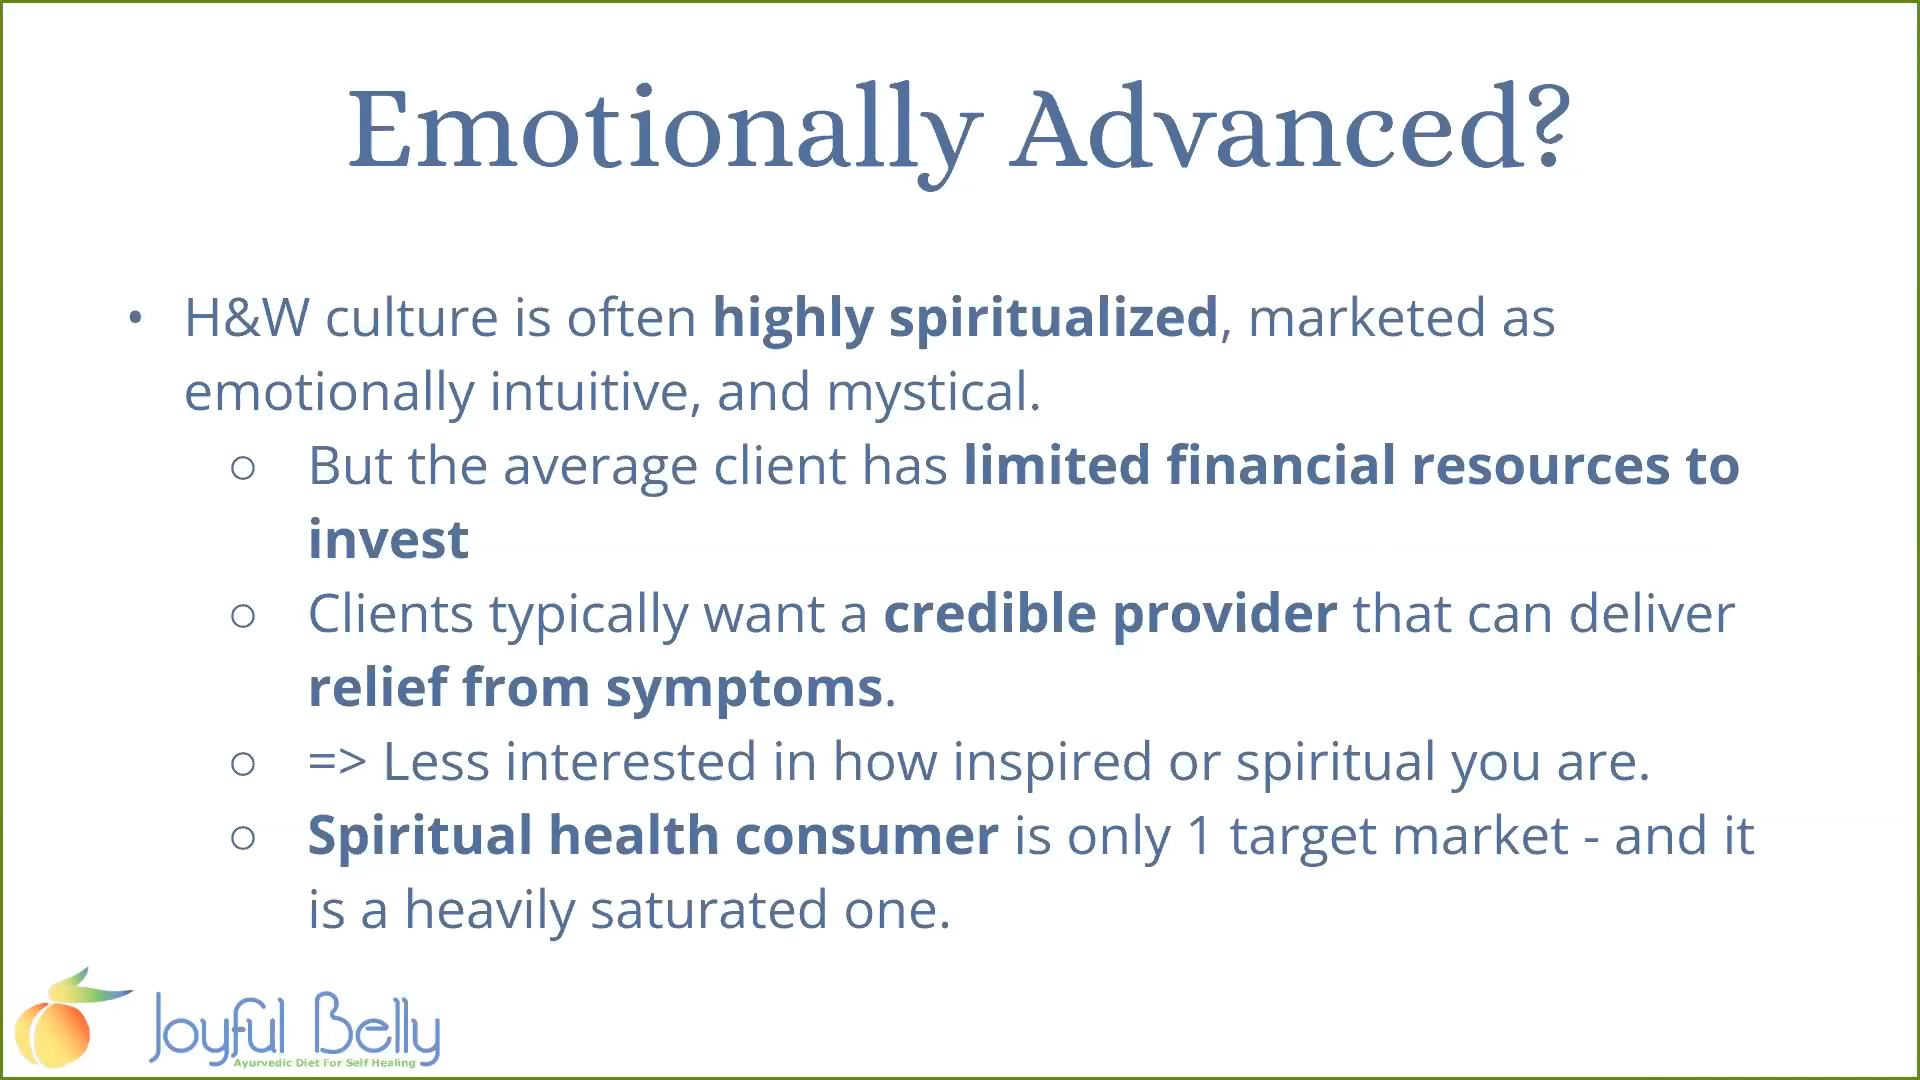 Emotionally Advanced?
• H&W culture is often highly spiritualized, marketed as
emotionally intuitive, and mystical.
○ But the average client has limited financial resources to
invest
○ Clients typically want a credible provider that can deliver
relief from symptoms.
○ => Less interested in how inspired or spiritual you are.
○ Spiritual health consumer is only 1 target market - and it
is a heavily saturated one.
Joyful Belly
Ayurvedic Diet For Self Healing